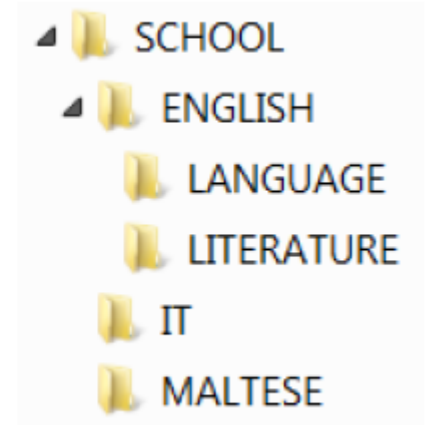 SCHOOL
ENGLISH
LANGUAGE
LITERATURE
IT
MALTESE